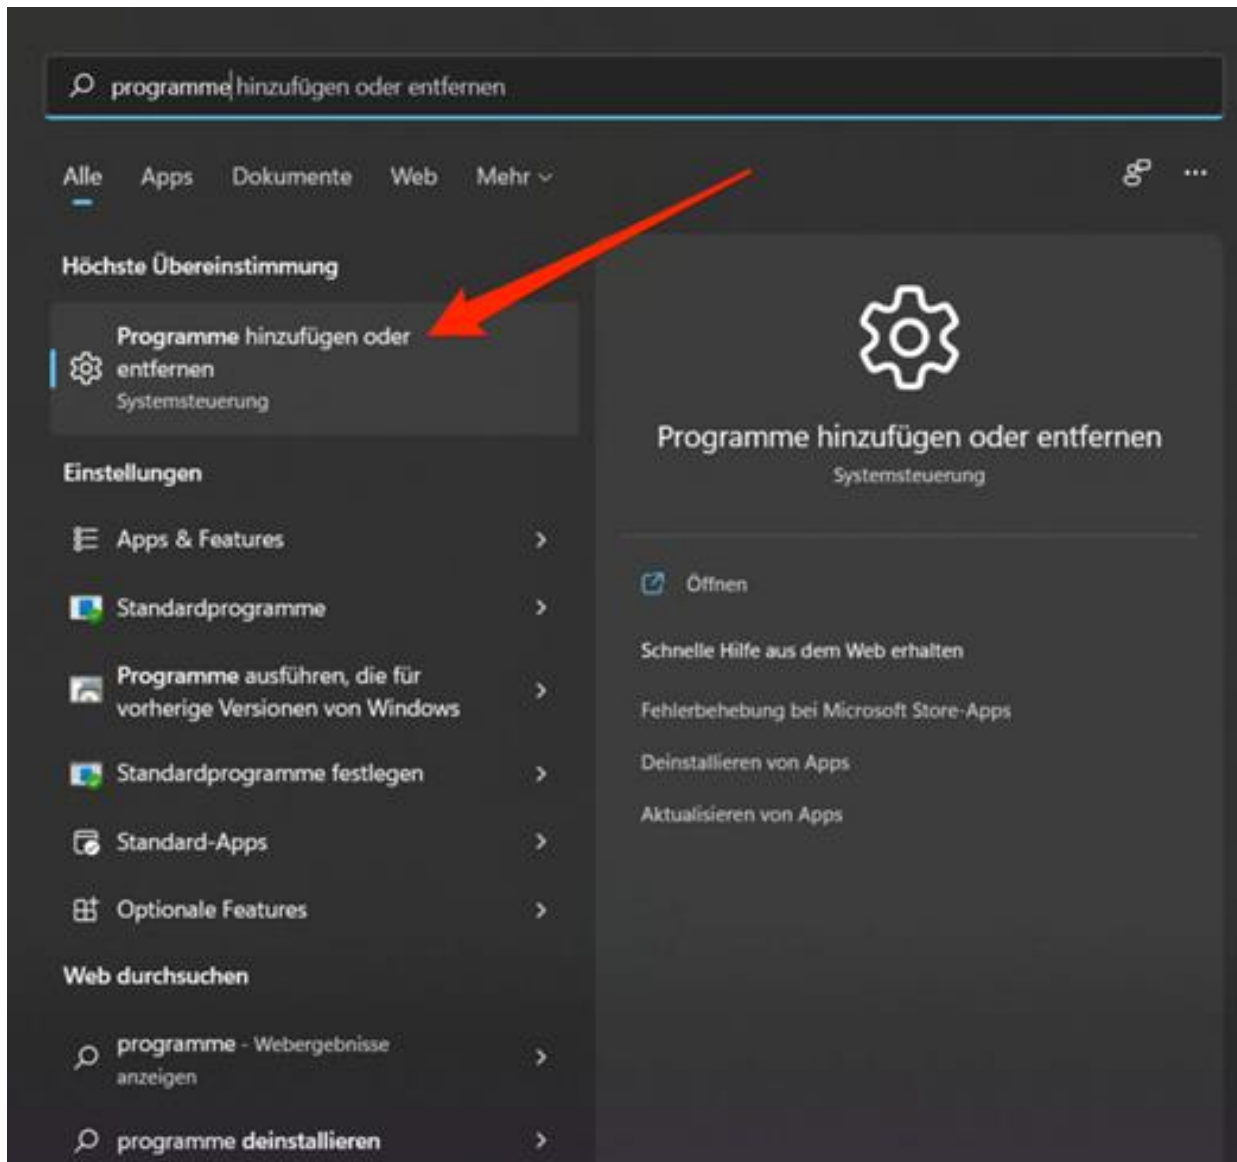 programme hinzufügen oder entfernen
Alle Apps Dokumente Web Mehr
Höchste Übereinstimmung
Programme hinzufügen oder
entfernen
Systemsteuerung
Einstellungen
Apps & Features
Standardprogramme
Programme ausführen, die für
vorherige Versionen von Windows
Standardprogramme festlegen
Standard-Apps
Optionale Features
Web durchsuchen
programme - Webergebnisse
anzeigen
programme deinstallieren
Programme hinzufügen oder entfernen
Systemsteuerung
Öffnen
Schnelle Hilfe aus dem Web erhalten
Fehlerbehebung bei Microsoft Store-Apps
Deinstallieren von Apps
Aktualisieren von Apps